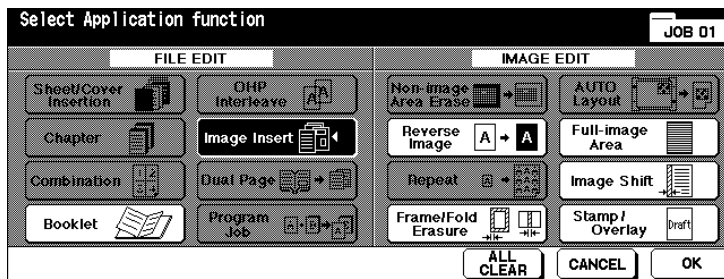 Select Application function
JOB 01
FILE EDIT
IMAGE EDIT
Sheet/Cover
Insertion
OHP
Interleave
Non-image
Area Erase
AUTO
Layout
Chapter
Image Insert
Reverse
Image
Full-image
Area
Combination
Dual Page
Repeat
Image Shift
Booklet
Program
Job
Frame/Fold
Erasure
Stamp/
Overlay
Draft
ALL
CLEAR
CANCEL
OK